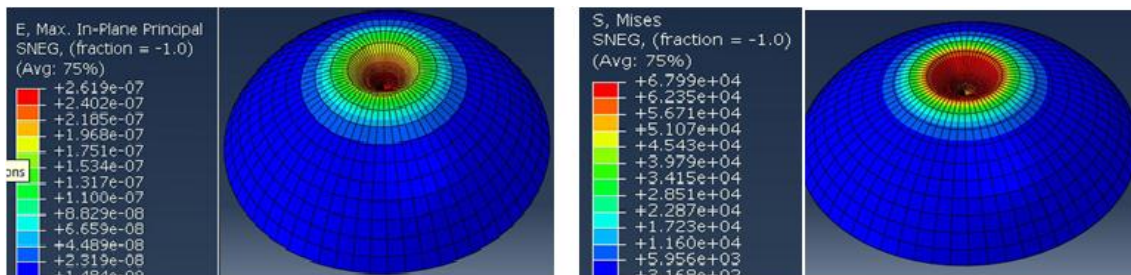 E, Max. In-Plane Principal
SNEG, (fraction = -1.0)
(Avg: 75%)
+2.619e-07
+2.402e-07
+2.185e-07
+1.968e-07
+1.751e-07
+1.534e-07
+1.317e-07
+1.100e-07
+8.829e-08
+6.659e-08
+4.489e-08
+2.319e-08
ons
S, Mises
SNEG, (fraction = -1.0)
(Avg: 75%)
+6.799e+04
+6.235e+04
+5.671e+04
+5.107e+04
+4.543e+04
+3.979e+04
+3.415e+04
+2.851e+04
+2.287e+04
+1.723e+04
+1.160e+04
+5.956e+03